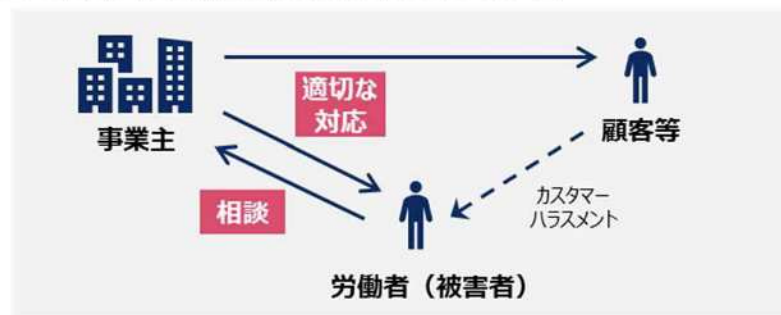 適切な
対応
事業主
顧客等
相談
カスタマー
ハラスメント
労働者（被害者）